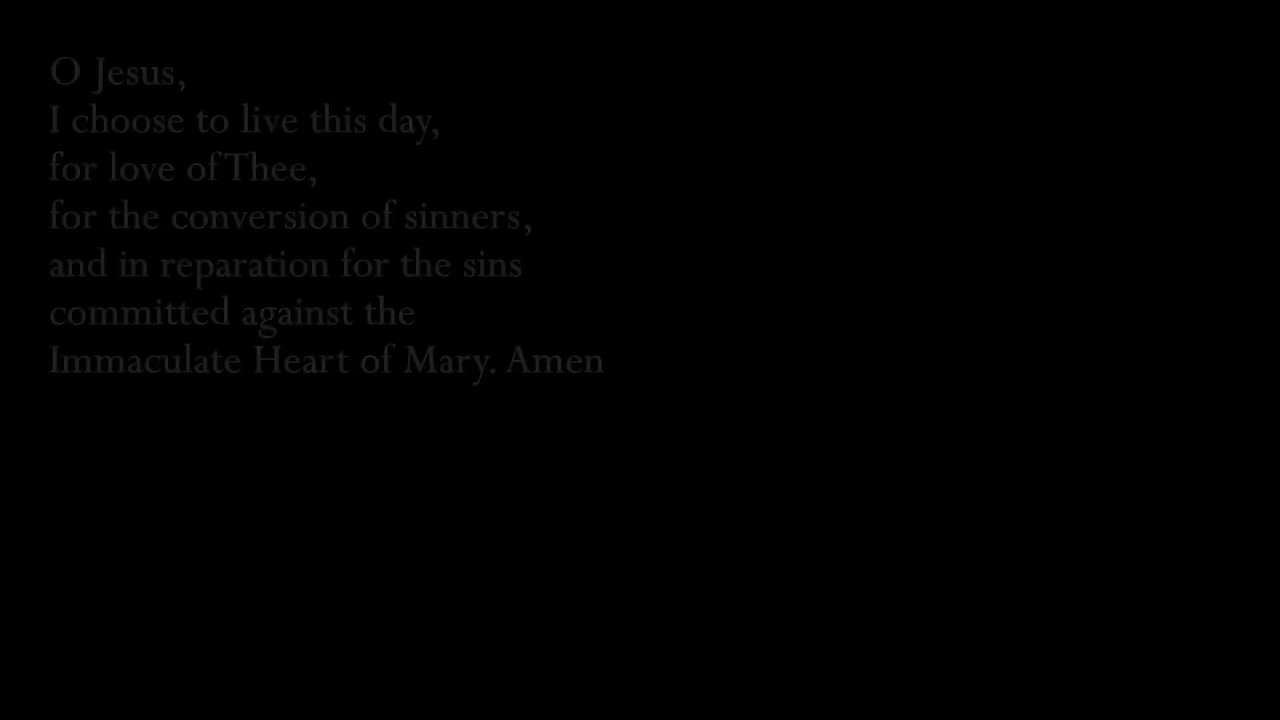 O Jesus,
I choose to live this day,
for love of Thee,
for the conversion of sinners,
and in reparation for the sins
committed against the
Immaculate Heart of Mary. Amen